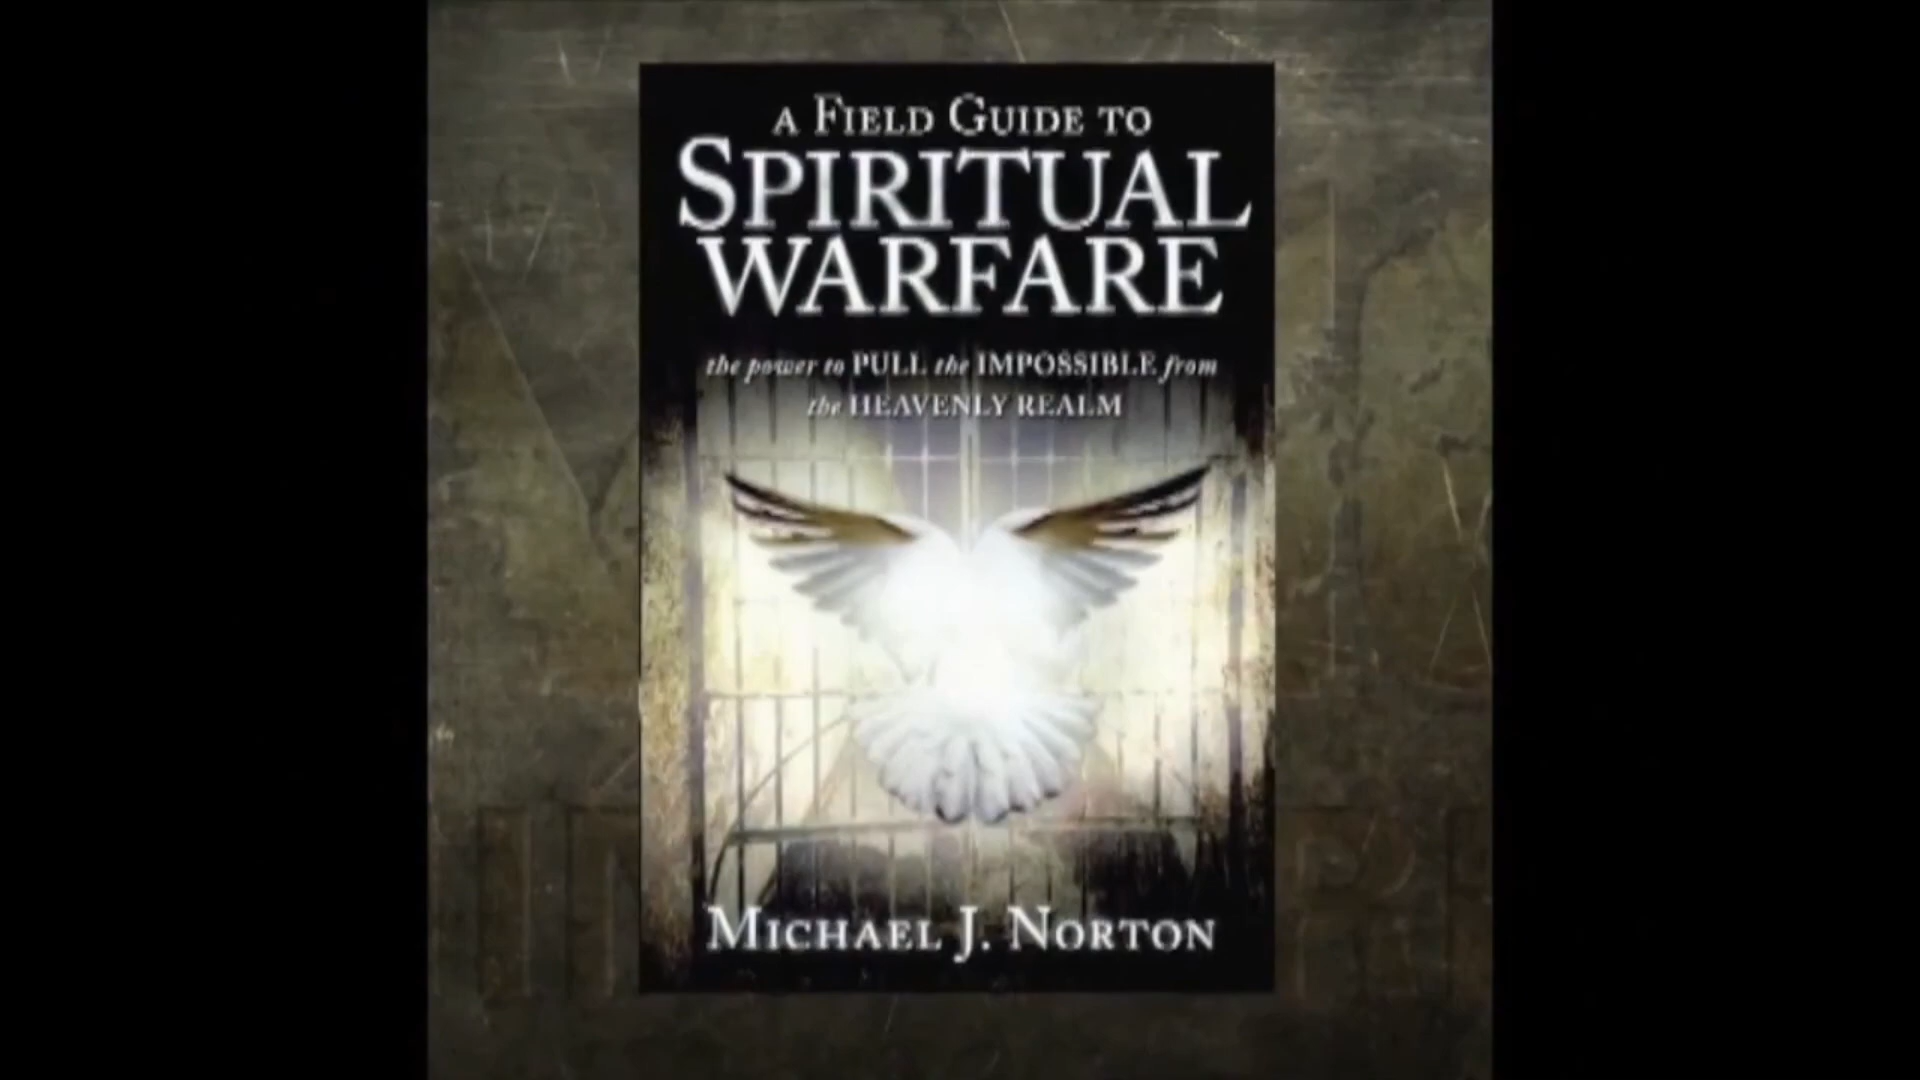 A FIELD GUIDE TO
SPIRITUAL
WARFARE
the power to PULL the IMPOSSIBLE from
the HEAVENLY REALM
MICHAEL J. NORTON